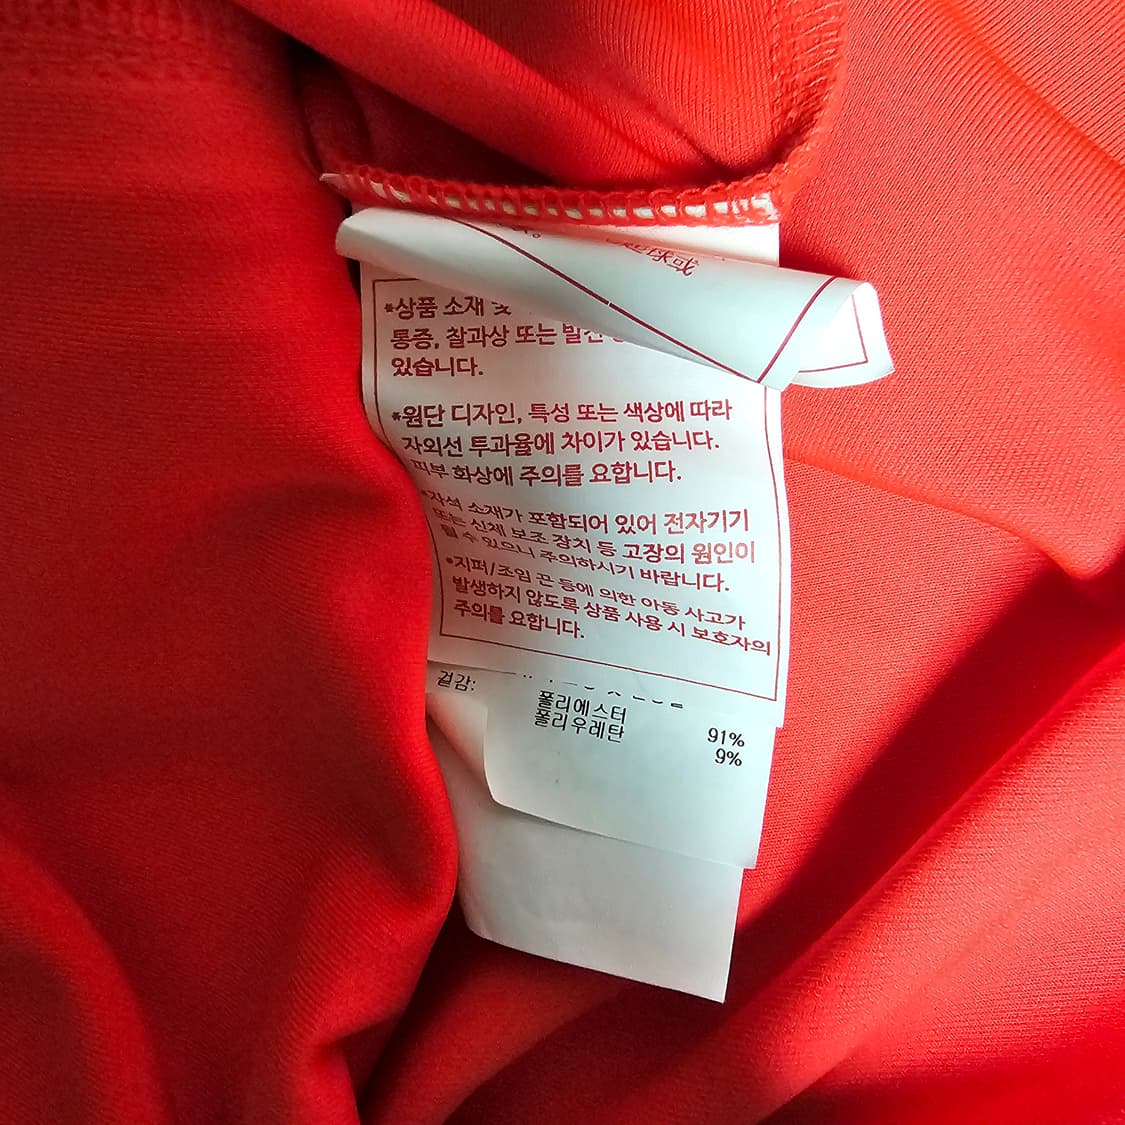 *상품 소재 및
통증, 찰과상 또는
있습니다.
*원단 디자인, 특성 또는 색상에 따라
자외선 투과율에 차이가 있습니다.
피부 화상에 주의를 요합니다.
*자석 소재가 포함되어 있어 전자기기
또는 신체 보조 장치 등 고장의 원인이
될 수 있으니 주의하시기 바랍니다.
*지퍼/조임 끈 등에 의한 아동 사고가
발생하지 않도록 상품 사용 시 보호자의
주의를 요합니다.
겉감:
폴리에스터 91%
폴리우레탄 9%